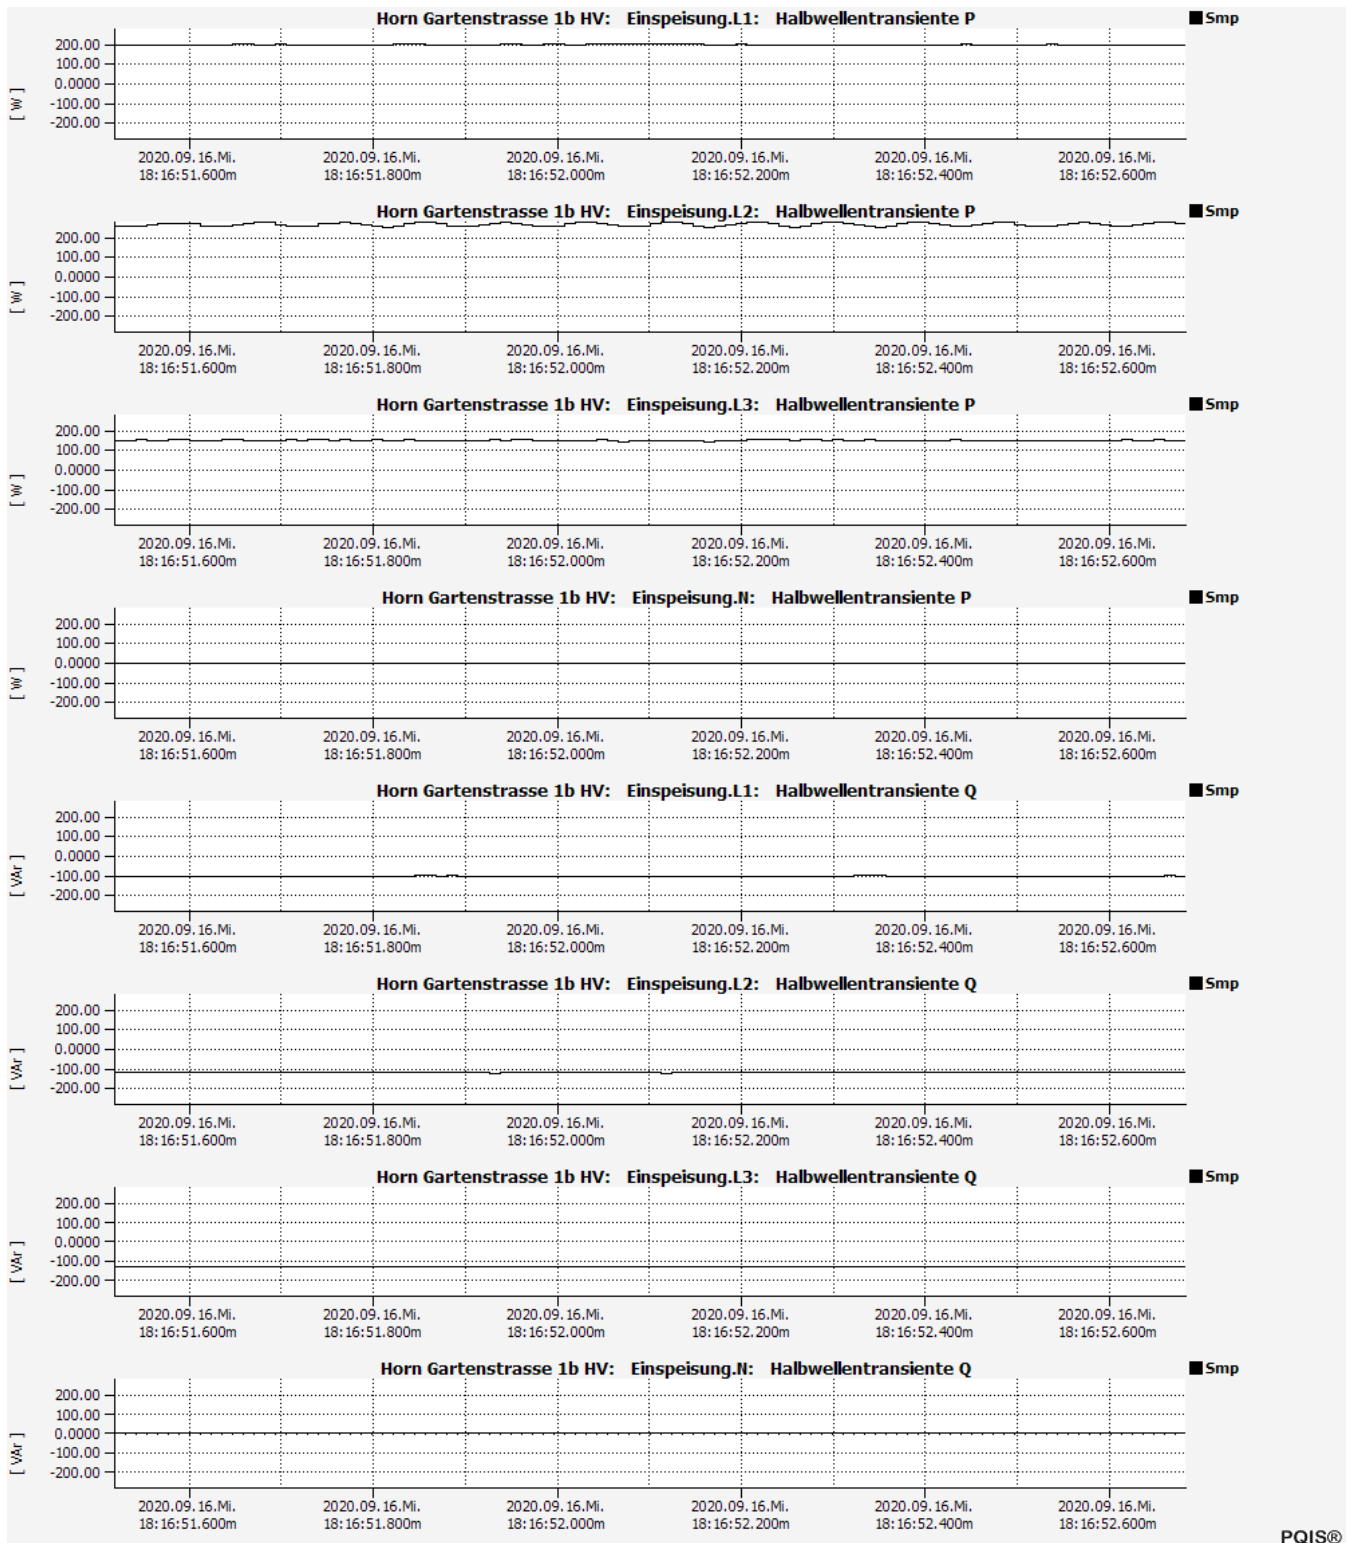 Horn Gartenstrasse 1b HV: Einspeisung.L1: Halbwellentransiente P
Smp
200.00
100.00
0.0000
-100.00
-200.00
[ W ]
2020.09.16.Mi. 2020.09.16.Mi. 2020.09.16.Mi. 2020.09.16.Mi. 2020.09.16.Mi. 2020.09.16.Mi.
18:16:51.600m 18:16:51.800m 18:16:52.000m 18:16:52.200m 18:16:52.400m 18:16:52.600m
Horn Gartenstrasse 1b HV: Einspeisung.L2: Halbwellentransiente P
Smp
200.00
100.00
0.0000
-100.00
-200.00
[ W ]
2020.09.16.Mi. 2020.09.16.Mi. 2020.09.16.Mi. 2020.09.16.Mi. 2020.09.16.Mi. 2020.09.16.Mi.
18:16:51.600m 18:16:51.800m 18:16:52.000m 18:16:52.200m 18:16:52.400m 18:16:52.600m
Horn Gartenstrasse 1b HV: Einspeisung.L3: Halbwellentransiente P
Smp
200.00
100.00
0.0000
-100.00
-200.00
[ W ]
2020.09.16.Mi. 2020.09.16.Mi. 2020.09.16.Mi. 2020.09.16.Mi. 2020.09.16.Mi. 2020.09.16.Mi.
18:16:51.600m 18:16:51.800m 18:16:52.000m 18:16:52.200m 18:16:52.400m 18:16:52.600m
Horn Gartenstrasse 1b HV: Einspeisung.N: Halbwellentransiente P
Smp
200.00
100.00
0.0000
-100.00
-200.00
[ W ]
2020.09.16.Mi. 2020.09.16.Mi. 2020.09.16.Mi. 2020.09.16.Mi. 2020.09.16.Mi. 2020.09.16.Mi.
18:16:51.600m 18:16:51.800m 18:16:52.000m 18:16:52.200m 18:16:52.400m 18:16:52.600m
Horn Gartenstrasse 1b HV: Einspeisung.L1: Halbwellentransiente Q
Smp
200.00
100.00
0.0000
-100.00
-200.00
[ VAr ]
2020.09.16.Mi. 2020.09.16.Mi. 2020.09.16.Mi. 2020.09.16.Mi. 2020.09.16.Mi. 2020.09.16.Mi.
18:16:51.600m 18:16:51.800m 18:16:52.000m 18:16:52.200m 18:16:52.400m 18:16:52.600m
Horn Gartenstrasse 1b HV: Einspeisung.L2: Halbwellentransiente Q
Smp
200.00
100.00
0.0000
-100.00
-200.00
[ VAr ]
2020.09.16.Mi. 2020.09.16.Mi. 2020.09.16.Mi. 2020.09.16.Mi. 2020.09.16.Mi. 2020.09.16.Mi.
18:16:51.600m 18:16:51.800m 18:16:52.000m 18:16:52.200m 18:16:52.400m 18:16:52.600m
Horn Gartenstrasse 1b HV: Einspeisung.L3: Halbwellentransiente Q
Smp
200.00
100.00
0.0000
-100.00
-200.00
[ VAr ]
2020.09.16.Mi. 2020.09.16.Mi. 2020.09.16.Mi. 2020.09.16.Mi. 2020.09.16.Mi. 2020.09.16.Mi.
18:16:51.600m 18:16:51.800m 18:16:52.000m 18:16:52.200m 18:16:52.400m 18:16:52.600m
Horn Gartenstrasse 1b HV: Einspeisung.N: Halbwellentransiente Q
Smp
200.00
100.00
0.0000
-100.00
-200.00
[ VAr ]
2020.09.16.Mi. 2020.09.16.Mi. 2020.09.16.Mi. 2020.09.16.Mi. 2020.09.16.Mi. 2020.09.16.Mi.
18:16:51.600m 18:16:51.800m 18:16:52.000m 18:16:52.200m 18:16:52.400m 18:16:52.600m
PQIS®